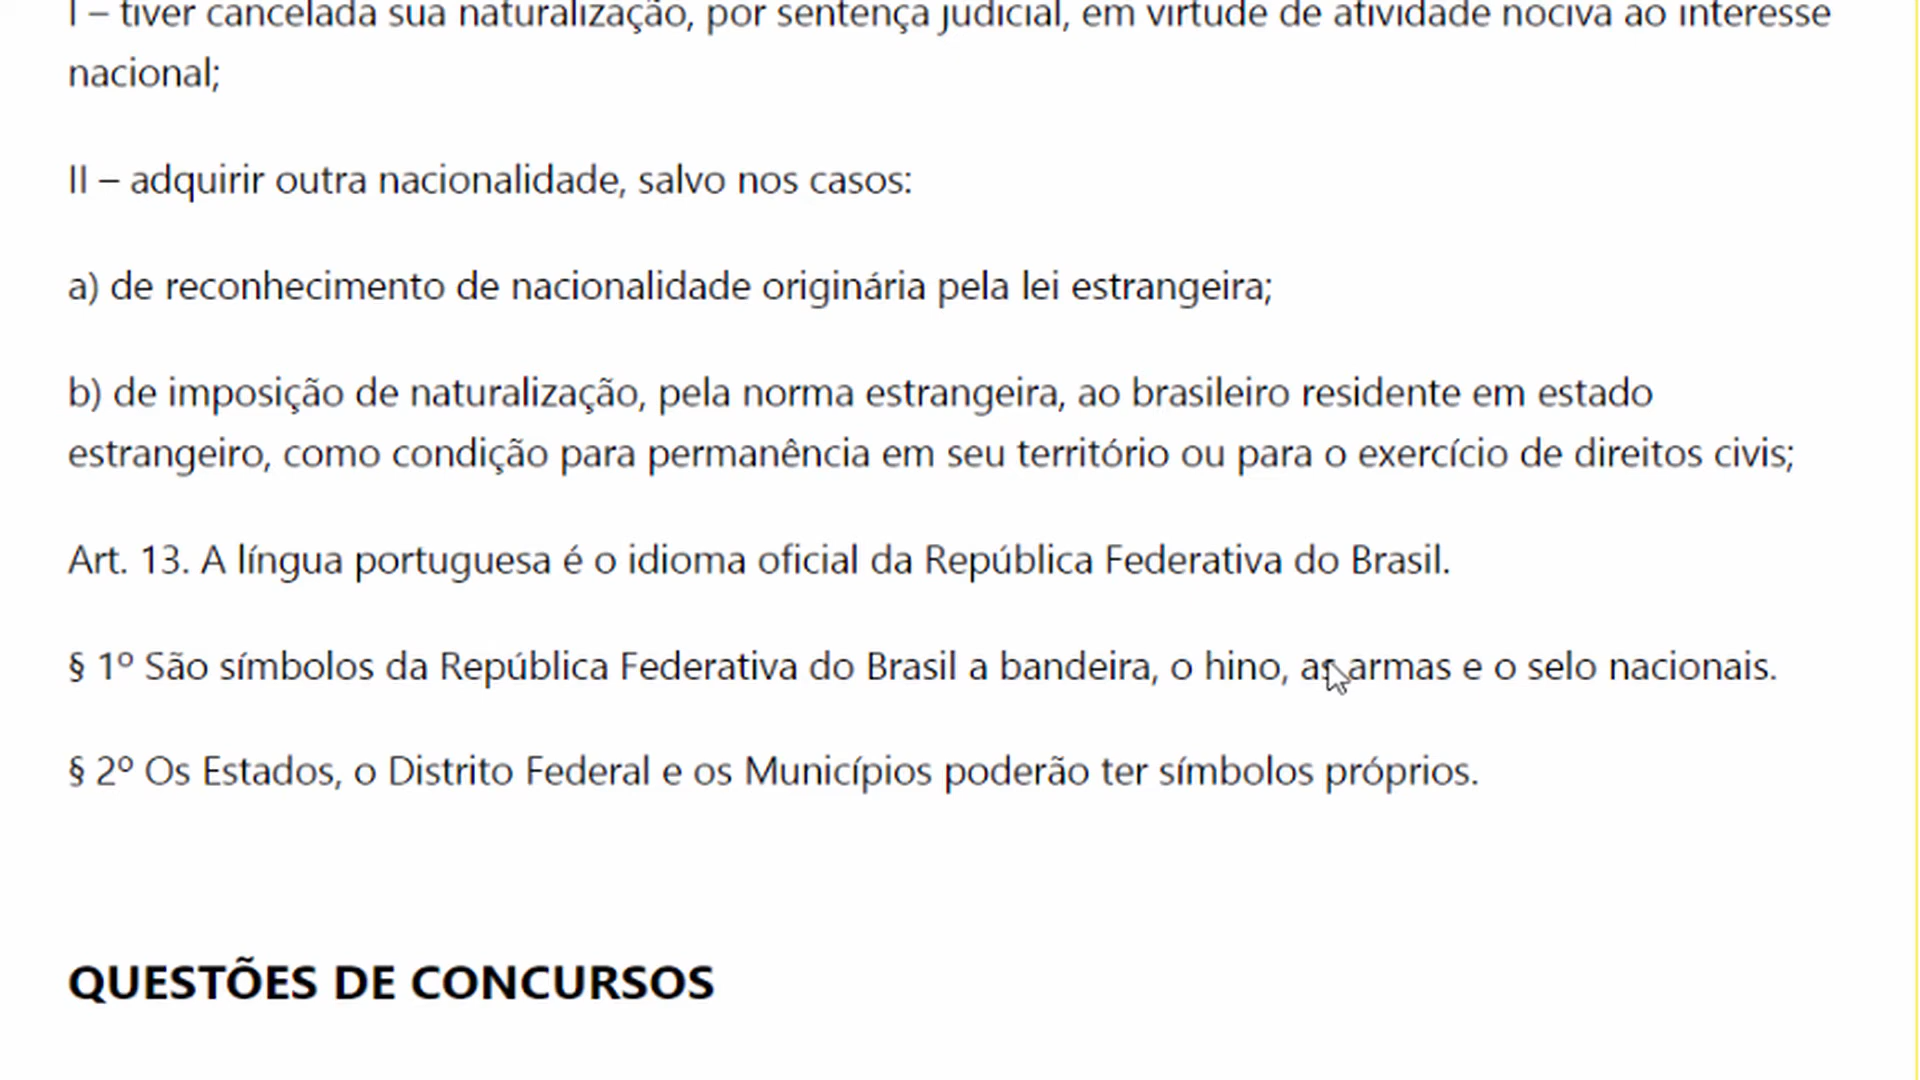 I – tiver cancelada sua naturalização, por sentença judicial, em virtude de atividade nociva ao interesse
nacional;
II – adquirir outra nacionalidade, salvo nos casos:
a) de reconhecimento de nacionalidade originária pela lei estrangeira;
b) de imposição de naturalização, pela norma estrangeira, ao brasileiro residente em estado
estrangeiro, como condição para permanência em seu território ou para o exercício de direitos civis;
Art. 13. A língua portuguesa é o idioma oficial da República Federativa do Brasil.
§ 1º São símbolos da República Federativa do Brasil a bandeira, o hino, as armas e o selo nacionais.
§ 2º Os Estados, o Distrito Federal e os Municípios poderão ter símbolos próprios.
QUESTÕES DE CONCURSOS